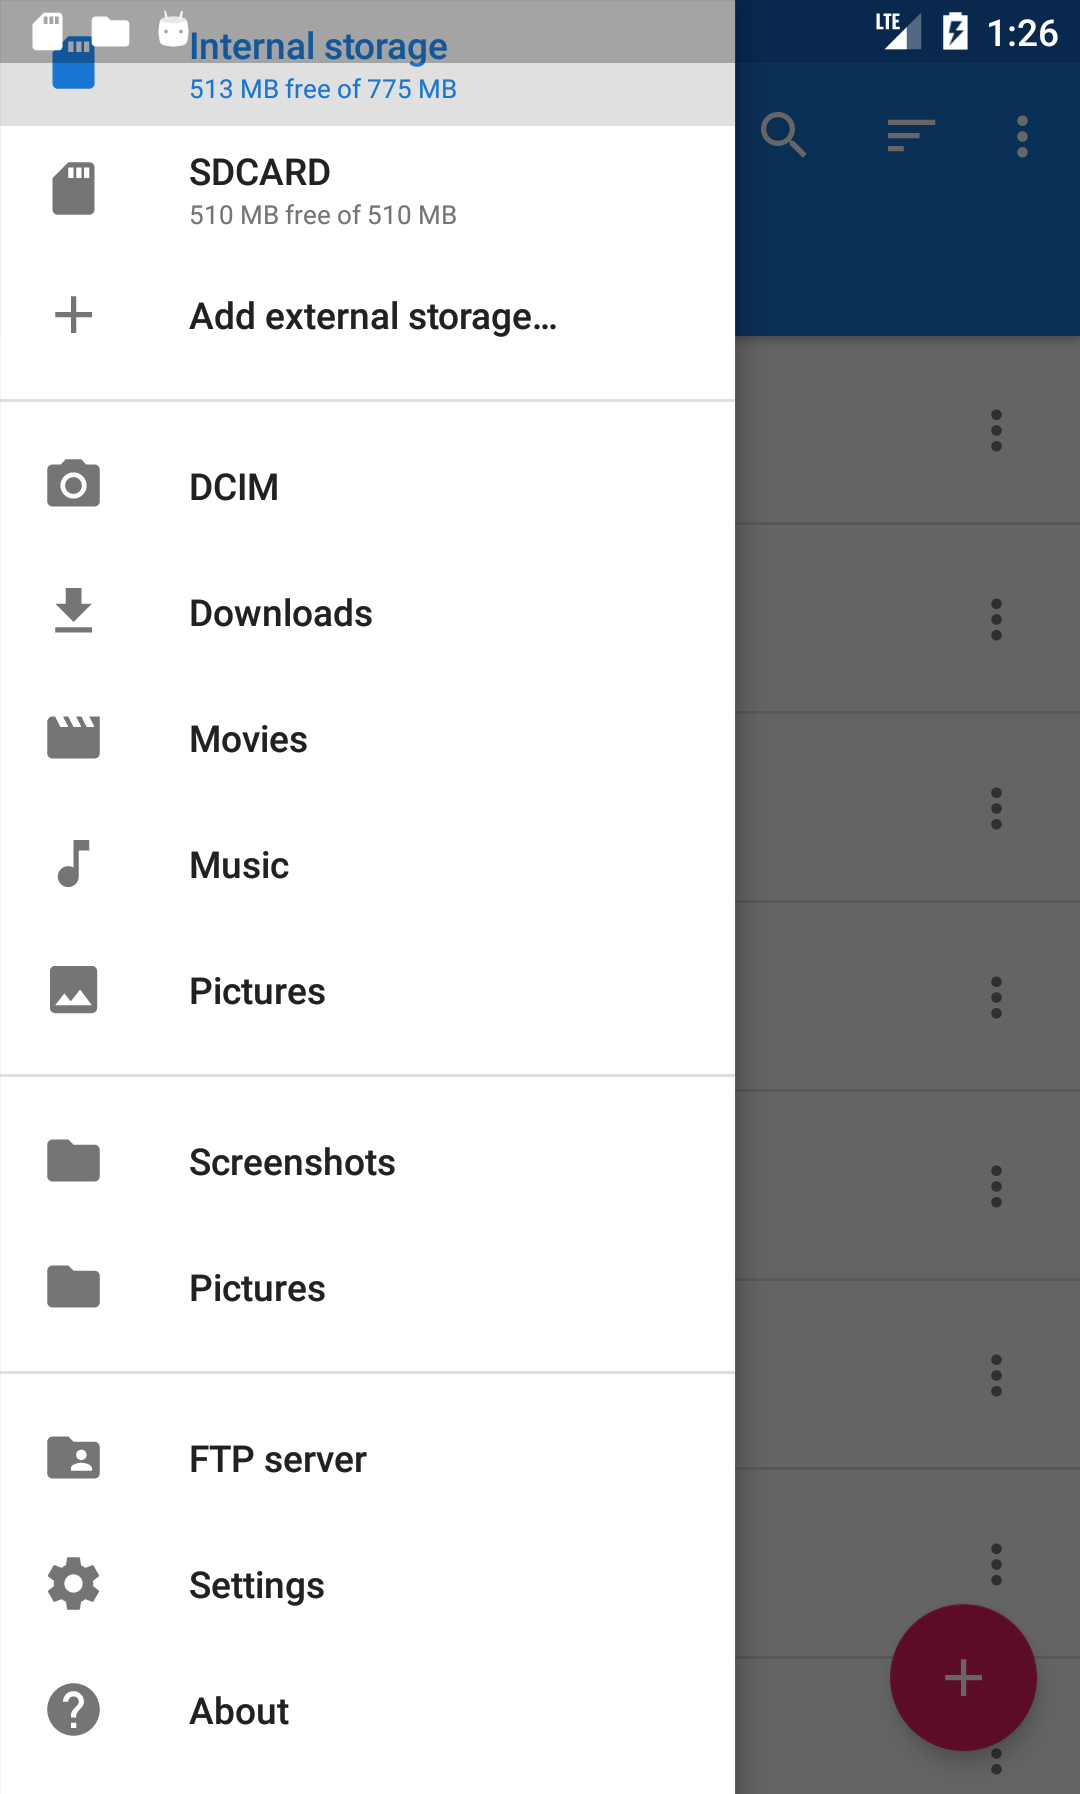 LTE 1:26
Internal storage
513 MB free of 775 MB
SDCARD
510 MB free of 510 MB
Add external storage...
DCIM
Downloads
Movies
Music
Pictures
Screenshots
Pictures
FTP server
Settings
About